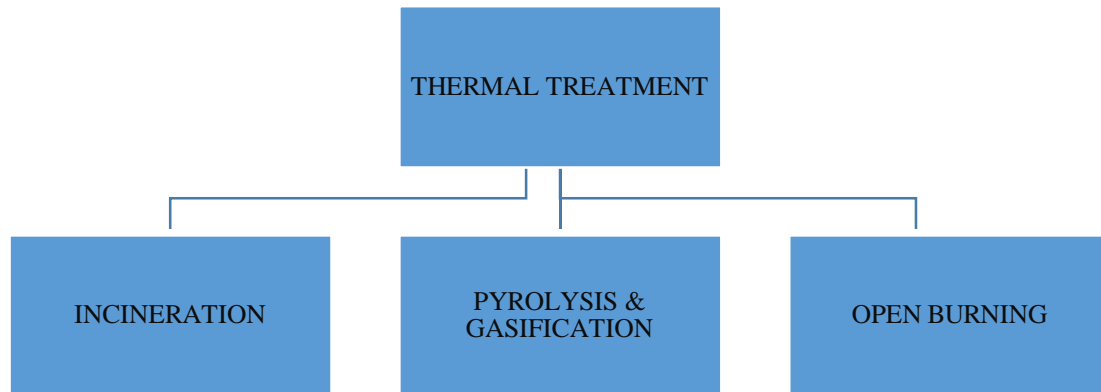 THERMAL TREATMENT
INCINERATION
PYROLYSIS &
GASIFICATION
OPEN BURNING